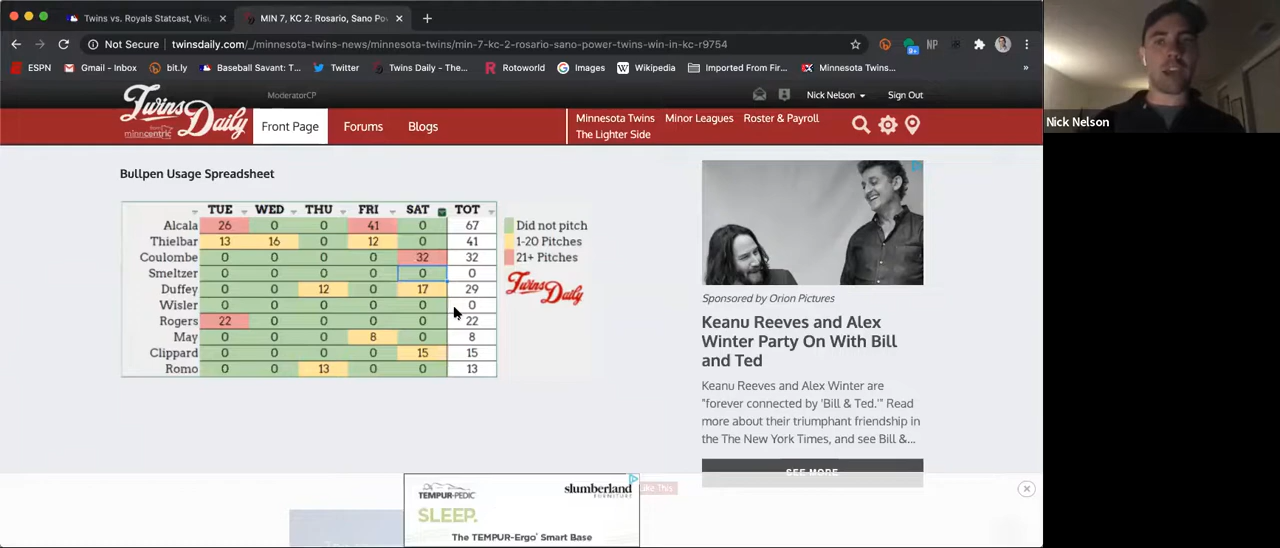 Twins vs. Royals Statcast, Visu
MIN 7, KC 2: Rosario, Sano Pow
Not Secure
twinsdaily.com/_/minnesota-twins-news/minnesota-twins/min-7-kc-2-rosario-sano-power-twins-win-in-kc-r9754
NP
ESPN
Gmail - Inbox
bit.ly
Baseball Savant: T...
Twitter
Twins Daily - The...
Rotoworld
Images
Wikipedia
Imported From Fir...
Minnesota Twins...
»
ModeratorCP
Nick Nelson
Sign Out
Twins Daily
minncentric
Front Page
Forums
Blogs
Minnesota Twins
Minor Leagues
Roster & Payroll
The Lighter Side
Nick Nelson
Bullpen Usage Spreadsheet
TUE WED THU FRI SAT TOT
Alcala 26 0 0 41 0 67
Thielbar 13 16 0 12 0 41
Coulombe 0 0 0 0 32 32
Smeltzer 0 0 0 0 0 0
Duffey 0 0 12 0 17 29
Wisler 0 0 0 0 0 0
Rogers 22 0 0 0 0 22
May 0 0 0 8 0 8
Clippard 0 0 0 0 15 15
Romo 0 0 13 0 0 13
Did not pitch
1-20 Pitches
21+ Pitches
Twins Daily
Sponsored by Orion Pictures
Keanu Reeves and Alex
Winter Party On With Bill
and Ted
Keanu Reeves and Alex Winter are
"forever connected by 'Bill & Ted.'" Read
more about their triumphant friendship in
the The New York Times, and see Bill &...
SEE MORE
Like This
TEMPUR-PEDIC
slumberland
FURNITURE
SLEEP.
The TEMPUR-Ergo® Smart Base